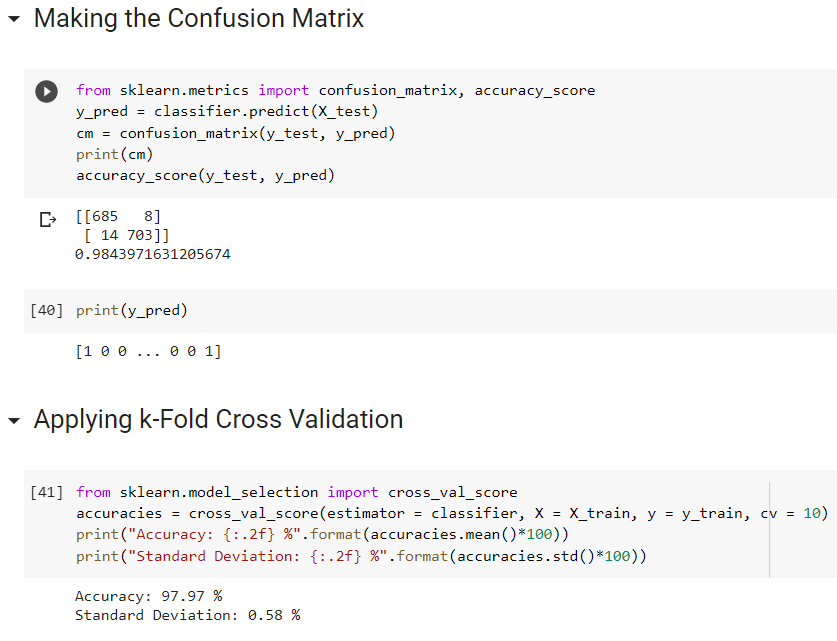 Making the Confusion Matrix
from sklearn.metrics import confusion_matrix, accuracy_score
y_pred = classifier.predict(X_test)
cm = confusion_matrix(y_test, y_pred)
print(cm)
accuracy_score(y_test, y_pred)
[[685   8]
 [ 14 703]]
0.9843971631205674
[40] print(y_pred)
[1 0 0 ... 0 0 1]
Applying k-Fold Cross Validation
[41] from sklearn.model_selection import cross_val_score
accuracies = cross_val_score(estimator = classifier, X = X_train, y = y_train, cv = 10)
print("Accuracy: {:.2f} %".format(accuracies.mean()*100))
print("Standard Deviation: {:.2f} %".format(accuracies.std()*100))
Accuracy: 97.97 %
Standard Deviation: 0.58 %